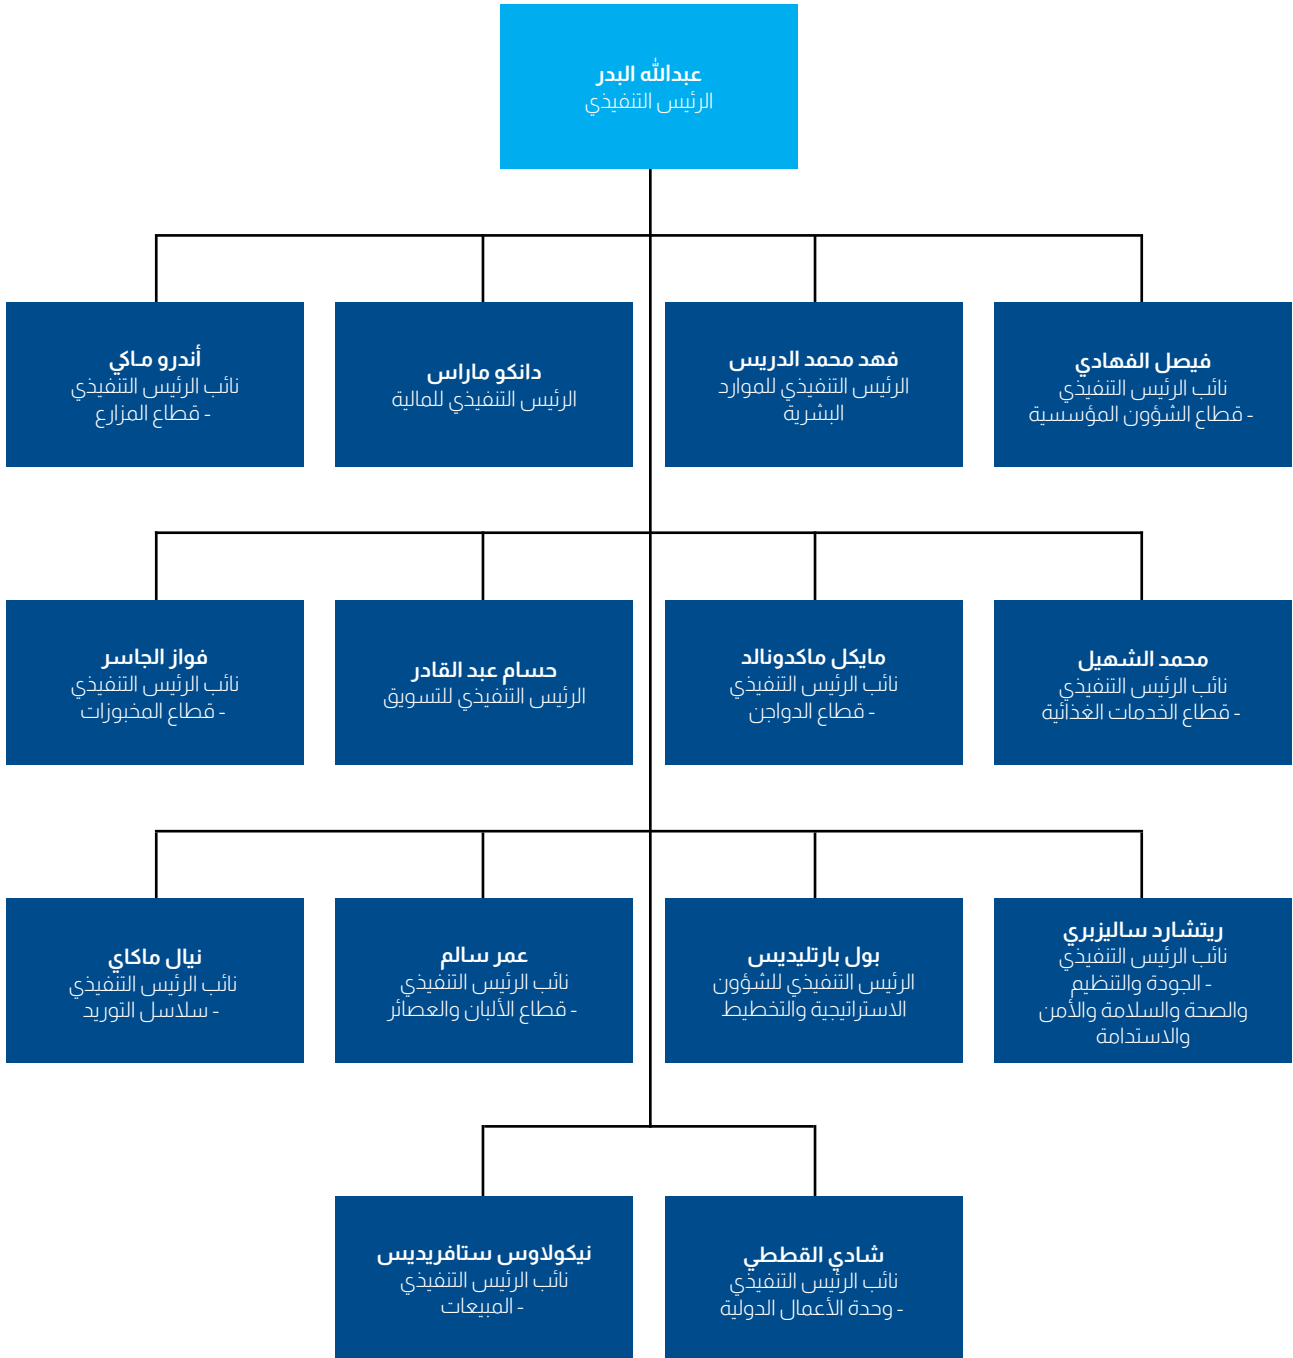 عبدالله البدر
الرئيس التنفيذي
فيصل الفهادي
نائب الرئيس التنفيذي
- قطاع الشؤون المؤسسية
فهد محمد الدريس
الرئيس التنفيذي للموارد
البشرية
دانكو ماراس
الرئيس التنفيذي للمالية
أندرو مـاكي
نائب الرئيس التنفيذي
- قطاع المزارع
محمد الشهيل
نائب الرئيس التنفيذي
- قطاع الخدمات الغذائية
مايكل ماكدونالد
نائب الرئيس التنفيذي
- قطاع الدواجن
حسام عبد القادر
الرئيس التنفيذي للتسويق
فواز الجاسر
نائب الرئيس التنفيذي
- قطاع المخبوزات
ريتشارد ساليزبري
نائب الرئيس التنفيذي
- الجودة والتنظيم
والصحة والسلامة والأمن
والاستدامة
بول بارتليديس
الرئيس التنفيذي للشؤون
الاستراتيجية والتخطيط
عمر سالم
نائب الرئيس التنفيذي
- قطاع الألبان والعصائر
نيال ماكاي
نائب الرئيس التنفيذي
- سلاسل التوريد
شادي القططي
نائب الرئيس التنفيذي
- وحدة الأعمال الدولية
نيكولاوس ستافريديس
نائب الرئيس التنفيذي
- المبيعات